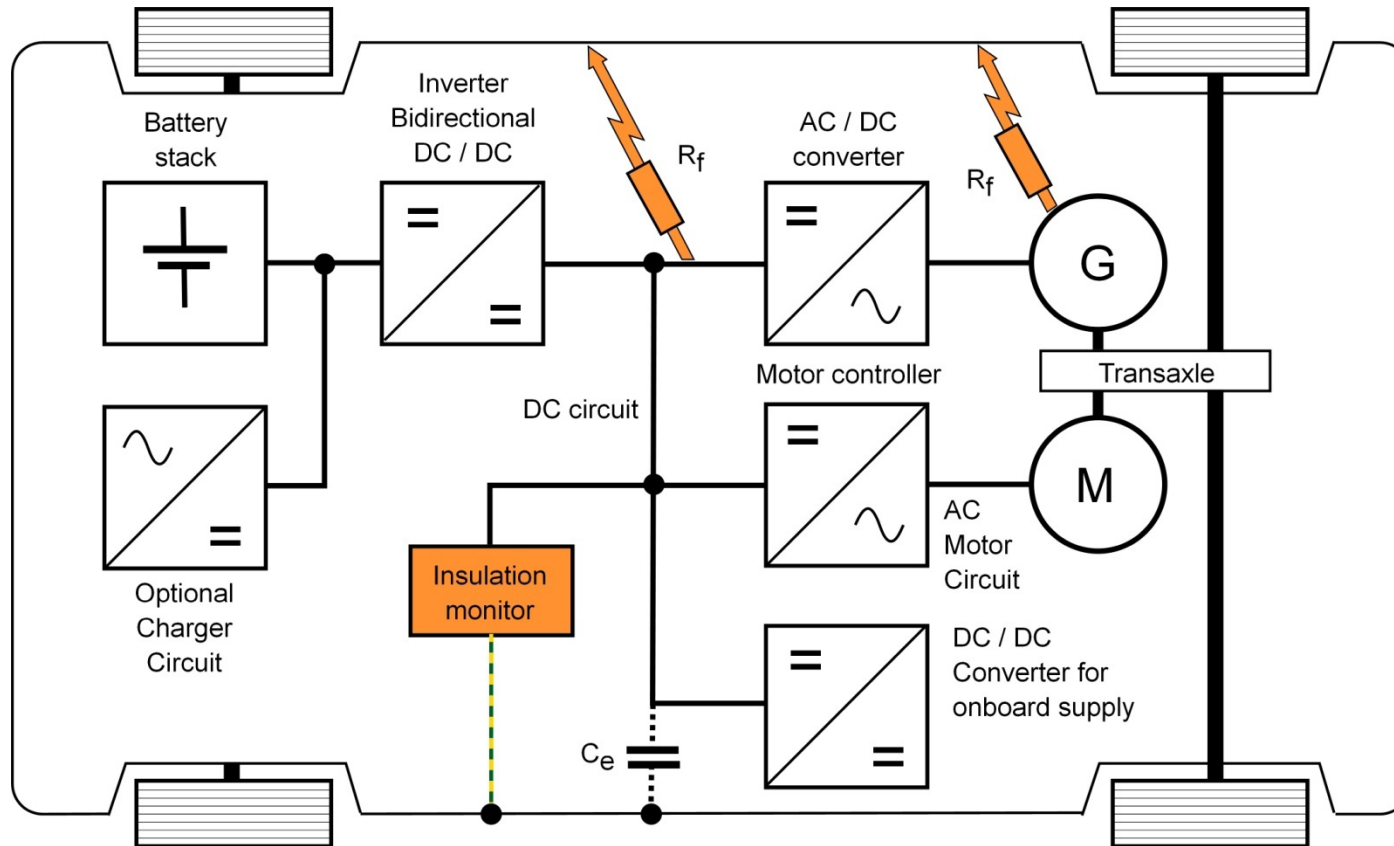 Battery
stack
Inverter
Bidirectional
DC / DC
Rf
AC / DC
converter
Rf
G
Transaxle
Motor controller
DC circuit
M
AC
Motor
Circuit
Insulation
monitor
Optional
Charger
Circuit
DC / DC
Converter for
onboard supply
Ce